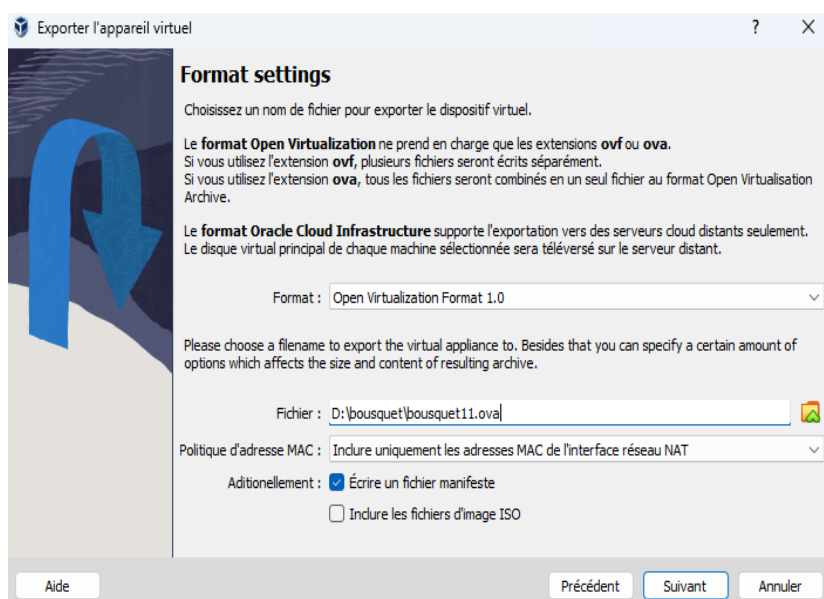 Exporter l'appareil virtuel
?
Format settings
Choisissez un nom de fichier pour exporter le dispositif virtuel.
Le format Open Virtualization ne prend en charge que les extensions ovf ou ova.
Si vous utilisez l'extension ovf, plusieurs fichiers seront écrits séparément.
Si vous utilisez l'extension ova, tous les fichiers seront combinés en un seul fichier au format Open Virtualisation
Archive.
Le format Oracle Cloud Infrastructure supporte l'exportation vers des serveurs cloud distants seulement.
Le disque virtual principal de chaque machine sélectionnée sera téléversé sur le serveur distant.
Format : Open Virtualization Format 1.0
Please choose a filename to export the virtual appliance to. Besides that you can specify a certain amount of
options which affects the size and content of resulting archive.
Fichier : D:\bousquet\bousquet11.ova
Politique d'adresse MAC : Inclure uniquement les adresses MAC de l'interface réseau NAT
Aditionellement : Écrire un fichier manifeste
Inclure les fichiers d'image ISO
Aide Précédent Suivant Annuler